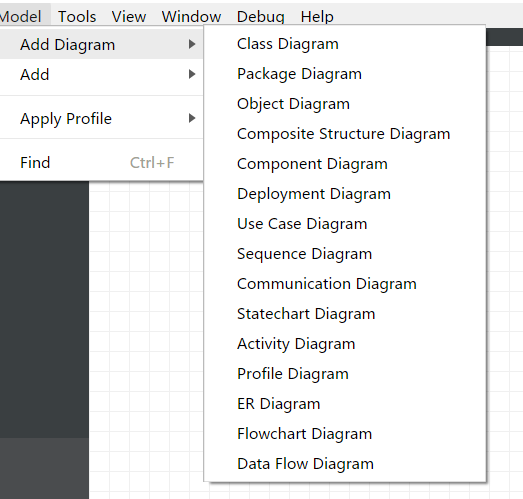 Model Tools View Window Debug Help
Add Diagram
Add
Apply Profile
Find Ctrl+F
Class Diagram
Package Diagram
Object Diagram
Composite Structure Diagram
Component Diagram
Deployment Diagram
Use Case Diagram
Sequence Diagram
Communication Diagram
Statechart Diagram
Activity Diagram
Profile Diagram
ER Diagram
Flowchart Diagram
Data Flow Diagram